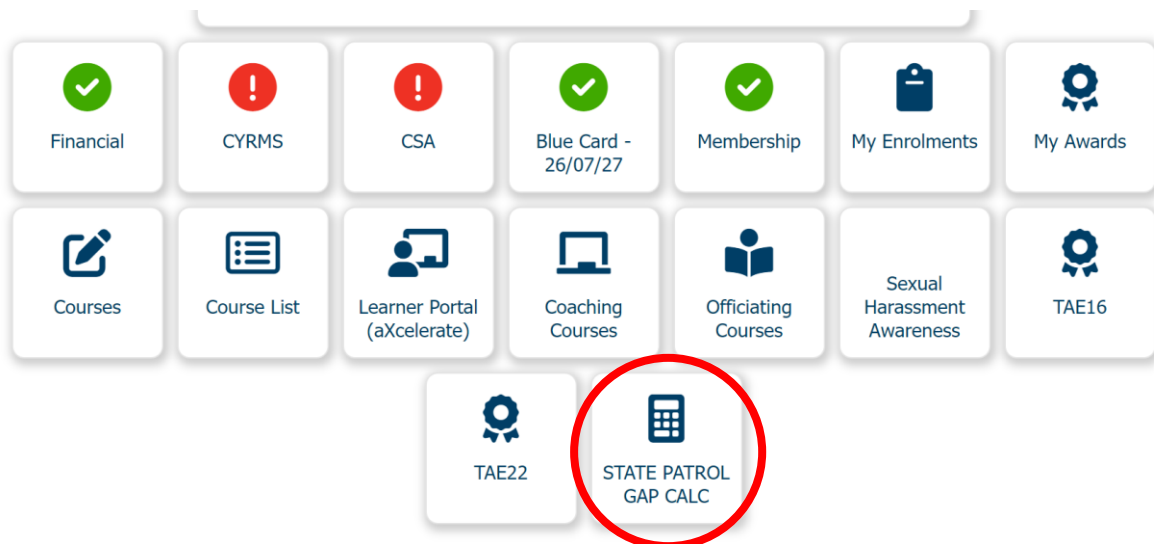 Financial
CYRMS
CSA
Blue Card -
26/07/27
Membership
My Enrolments
My Awards
Courses
Course List
Learner Portal
(aXcelerate)
Coaching
Courses
Officiating
Courses
Sexual
Harassment
Awareness
TAE16
TAE22
STATE PATROL
GAP CALC